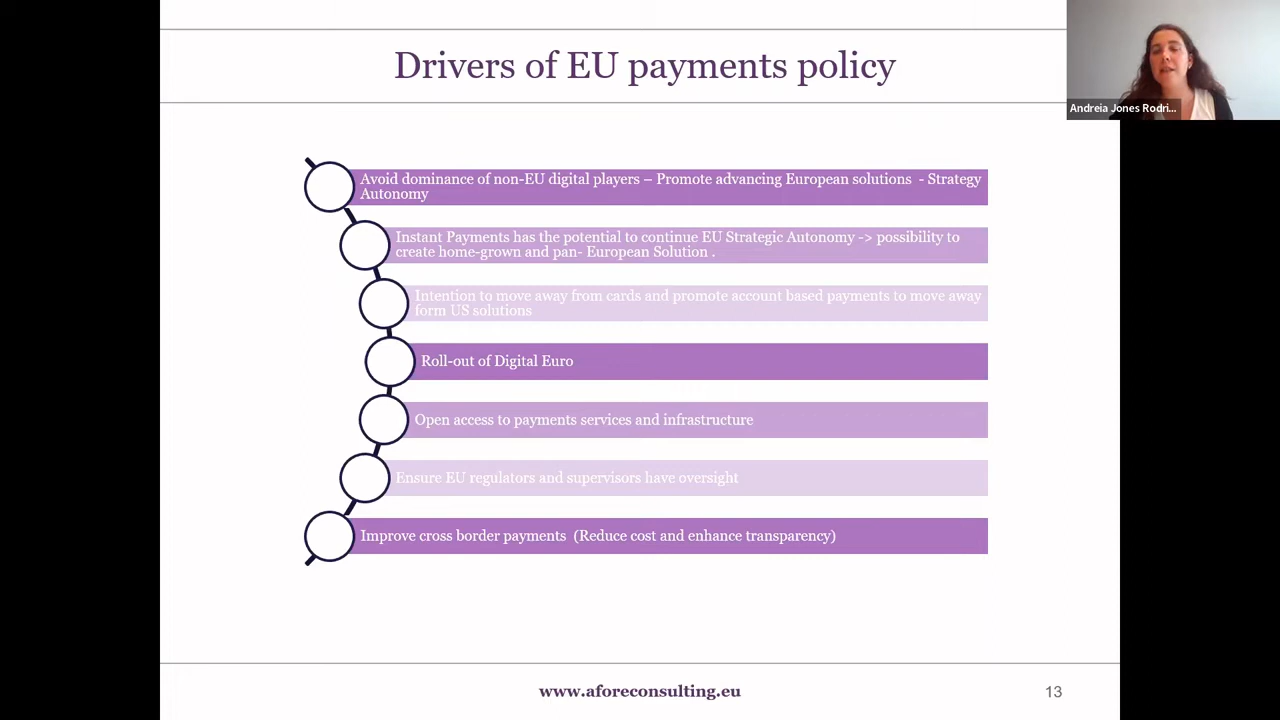 Drivers of EU payments policy
Andreia Jones Rodri...
Avoid dominance of non-EU digital players – Promote advancing European solutions  - Strategy
Autonomy
Instant Payments has the potential to continue EU Strategic Autonomy -> possibility to
create home-grown and pan- European Solution .
Intention to move away from cards and promote account based payments to move away
form US solutions
Roll-out of Digital Euro
Open access to payments services and infrastructure
Ensure EU regulators and supervisors have oversight
Improve cross border payments  (Reduce cost and enhance transparency)
www.aforeconsulting.eu
13